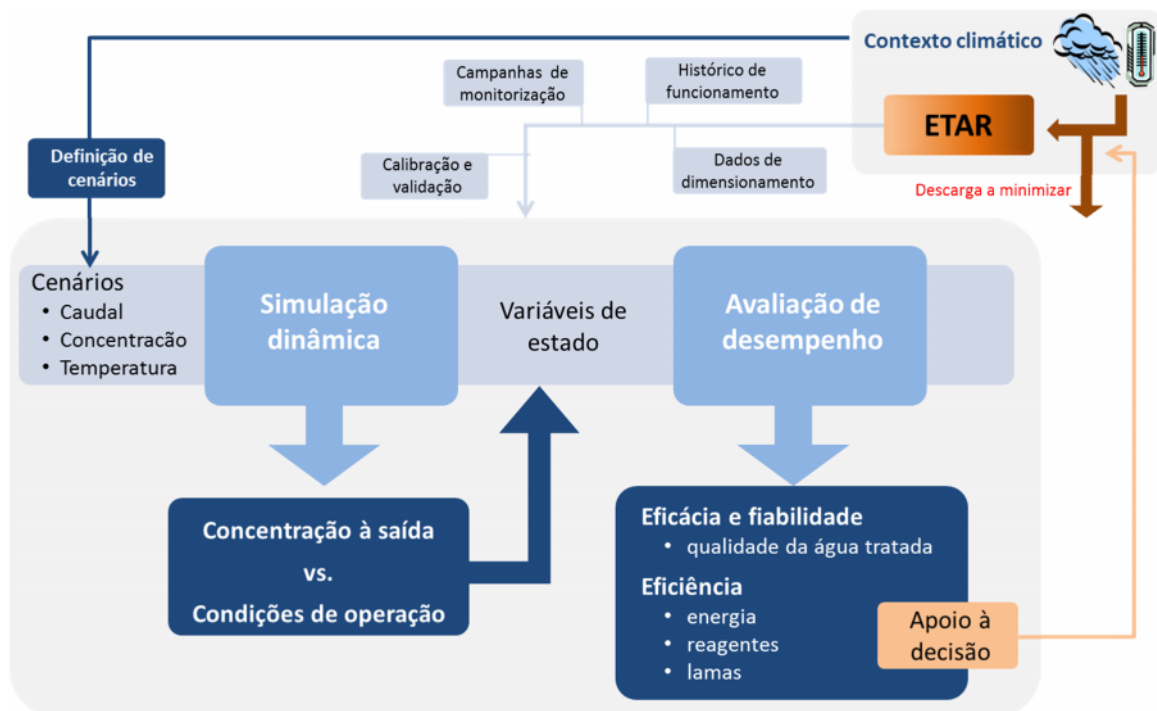 Contexto climático
Campanhas de
monitorização
Histórico de
funcionamento
ETAR
Definição de
cenários
Calibração e
validação
Dados de
dimensionamento
Descarga a minimizar
Cenários
• Caudal
• Concentracão
• Temperatura
Simulação
dinâmica
Variáveis de
estado
Avaliação de
desempenho
Concentração à saída
vs.
Condições de operação
Eficácia e fiabilidade
• qualidade da água tratada
Eficiência
• energia
• reagentes
• lamas
Apoio à
decisão